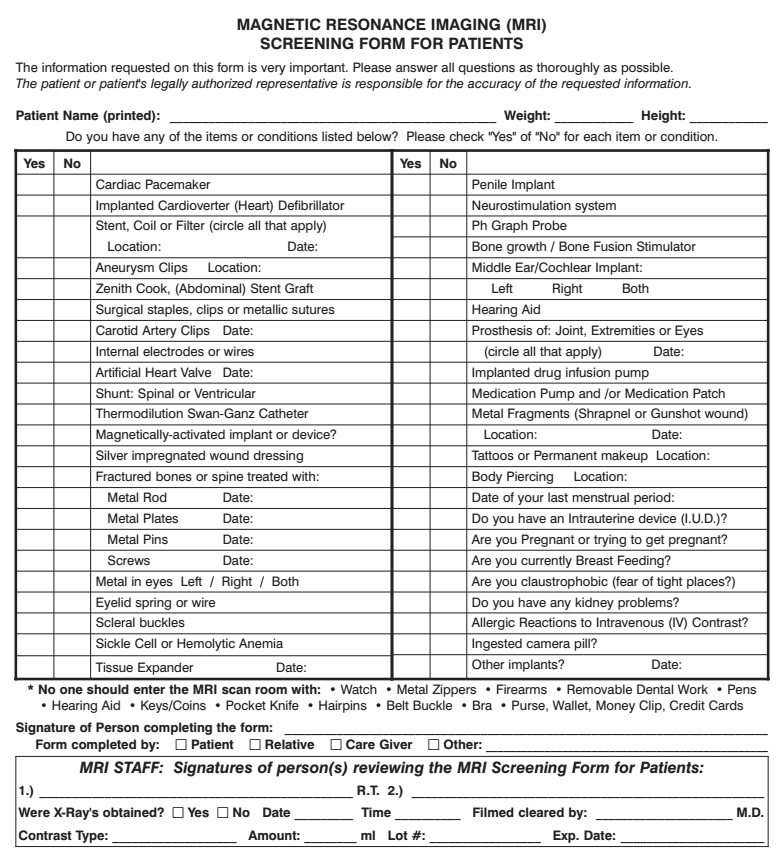 MAGNETIC RESONANCE IMAGING (MRI)
SCREENING FORM FOR PATIENTS
The information requested on this form is very important. Please answer all questions as thoroughly as possible.
The patient or patient's legally authorized representative is responsible for the accuracy of the requested information.
Patient Name (printed): Weight: Height:
Do you have any of the items or conditions listed below? Please check "Yes" of "No" for each item or condition.
Yes No
Cardiac Pacemaker
Implanted Cardioverter (Heart) Defibrillator
Stent, Coil or Filter (circle all that apply)
Location: Date:
Aneurysm Clips Location:
Zenith Cook, (Abdominal) Stent Graft
Surgical staples, clips or metallic sutures
Carotid Artery Clips Date:
Internal electrodes or wires
Artificial Heart Valve Date:
Shunt: Spinal or Ventricular
Thermodilution Swan-Ganz Catheter
Magnetically-activated implant or device?
Silver impregnated wound dressing
Fractured bones or spine treated with:
Metal Rod Date:
Metal Plates Date:
Metal Pins Date:
Screws Date:
Metal in eyes Left / Right / Both
Eyelid spring or wire
Scleral buckles
Sickle Cell or Hemolytic Anemia
Tissue Expander Date:
Yes No
Penile Implant
Neurostimulation system
Ph Graph Probe
Bone growth / Bone Fusion Stimulator
Middle Ear/Cochlear Implant:
Left Right Both
Hearing Aid
Prosthesis of: Joint, Extremities or Eyes
(circle all that apply) Date:
Implanted drug infusion pump
Medication Pump and /or Medication Patch
Metal Fragments (Shrapnel or Gunshot wound)
Location: Date:
Tattoos or Permanent makeup Location:
Body Piercing Location:
Date of your last menstrual period:
Do you have an Intrauterine device (I.U.D.)?
Are you Pregnant or trying to get pregnant?
Are you currently Breast Feeding?
Are you claustrophobic (fear of tight places?)
Do you have any kidney problems?
Allergic Reactions to Intravenous (IV) Contrast?
Ingested camera pill?
Other implants? Date:
* No one should enter the MRI scan room with: • Watch • Metal Zippers • Firearms • Removable Dental Work • Pens
• Hearing Aid • Keys/Coins • Pocket Knife • Hairpins • Belt Buckle • Bra • Purse, Wallet, Money Clip, Credit Cards
Signature of Person completing the form:
Form completed by: ☐ Patient ☐ Relative ☐ Care Giver ☐ Other:
MRI STAFF: Signatures of person(s) reviewing the MRI Screening Form for Patients:
1.) R.T. 2.)
Were X-Ray's obtained? ☐ Yes ☐ No Date Time Filmed cleared by: M.D.
Contrast Type: Amount: ml Lot #: Exp. Date: